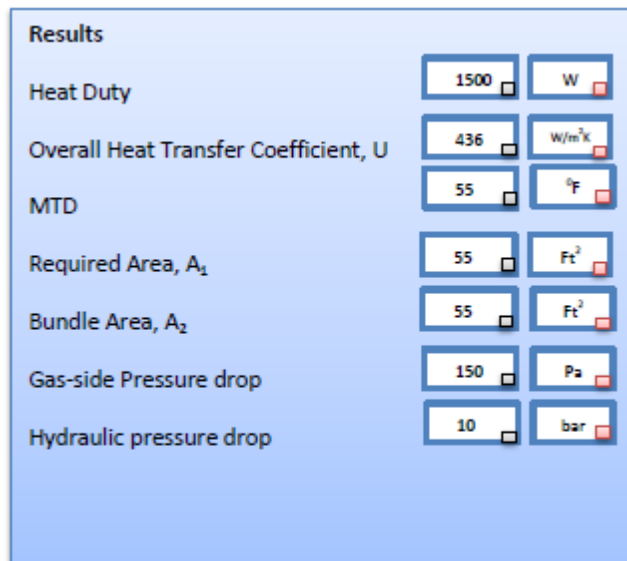 Results
Heat Duty 1500 W
Overall Heat Transfer Coefficient, U 436 W/m²K
MTD 55 ⁰F
Required Area, A₁ 55 Ft²
Bundle Area, A₂ 55 Ft²
Gas-side Pressure drop 150 Pa
Hydraulic pressure drop 10 bar